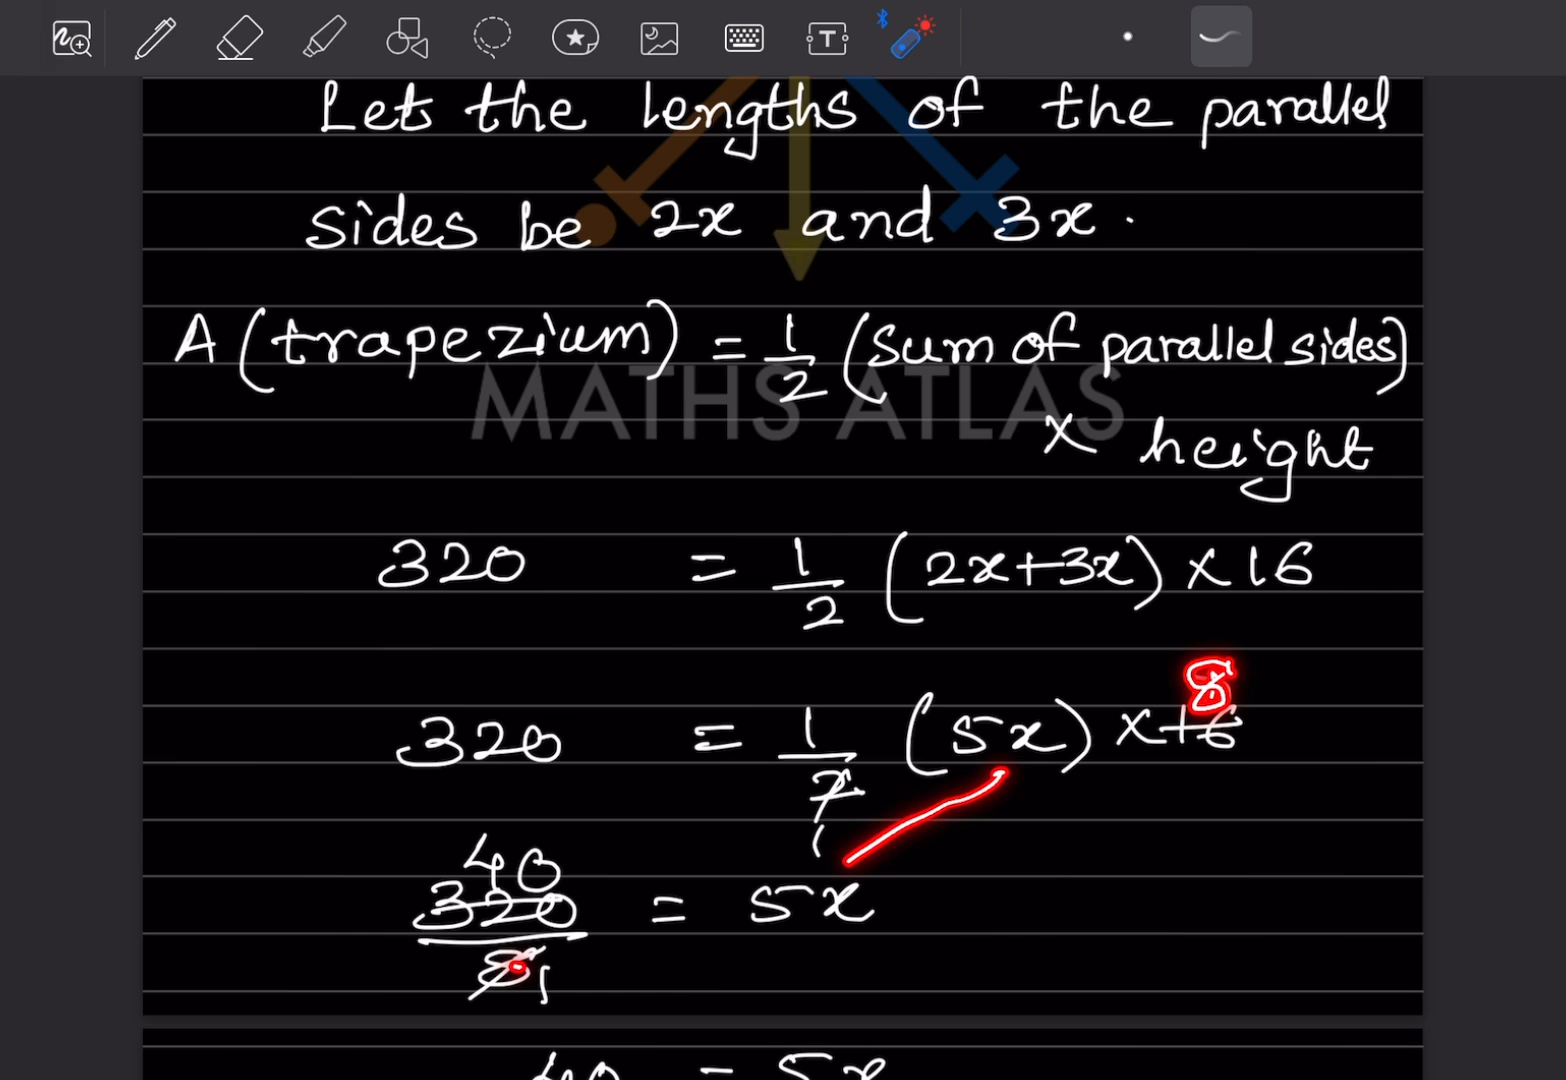 Let the lengths of the parallel
sides be 2x and 3x.
A (trapezium) = 1/2 (sum of parallel sides)
MATHS ATLAS
x height
320 = 1/2 (2x+3x) x 16
8
320 = 1/2 (5x) x 16
1
40
320/8 = 5x
1
40 = 5x